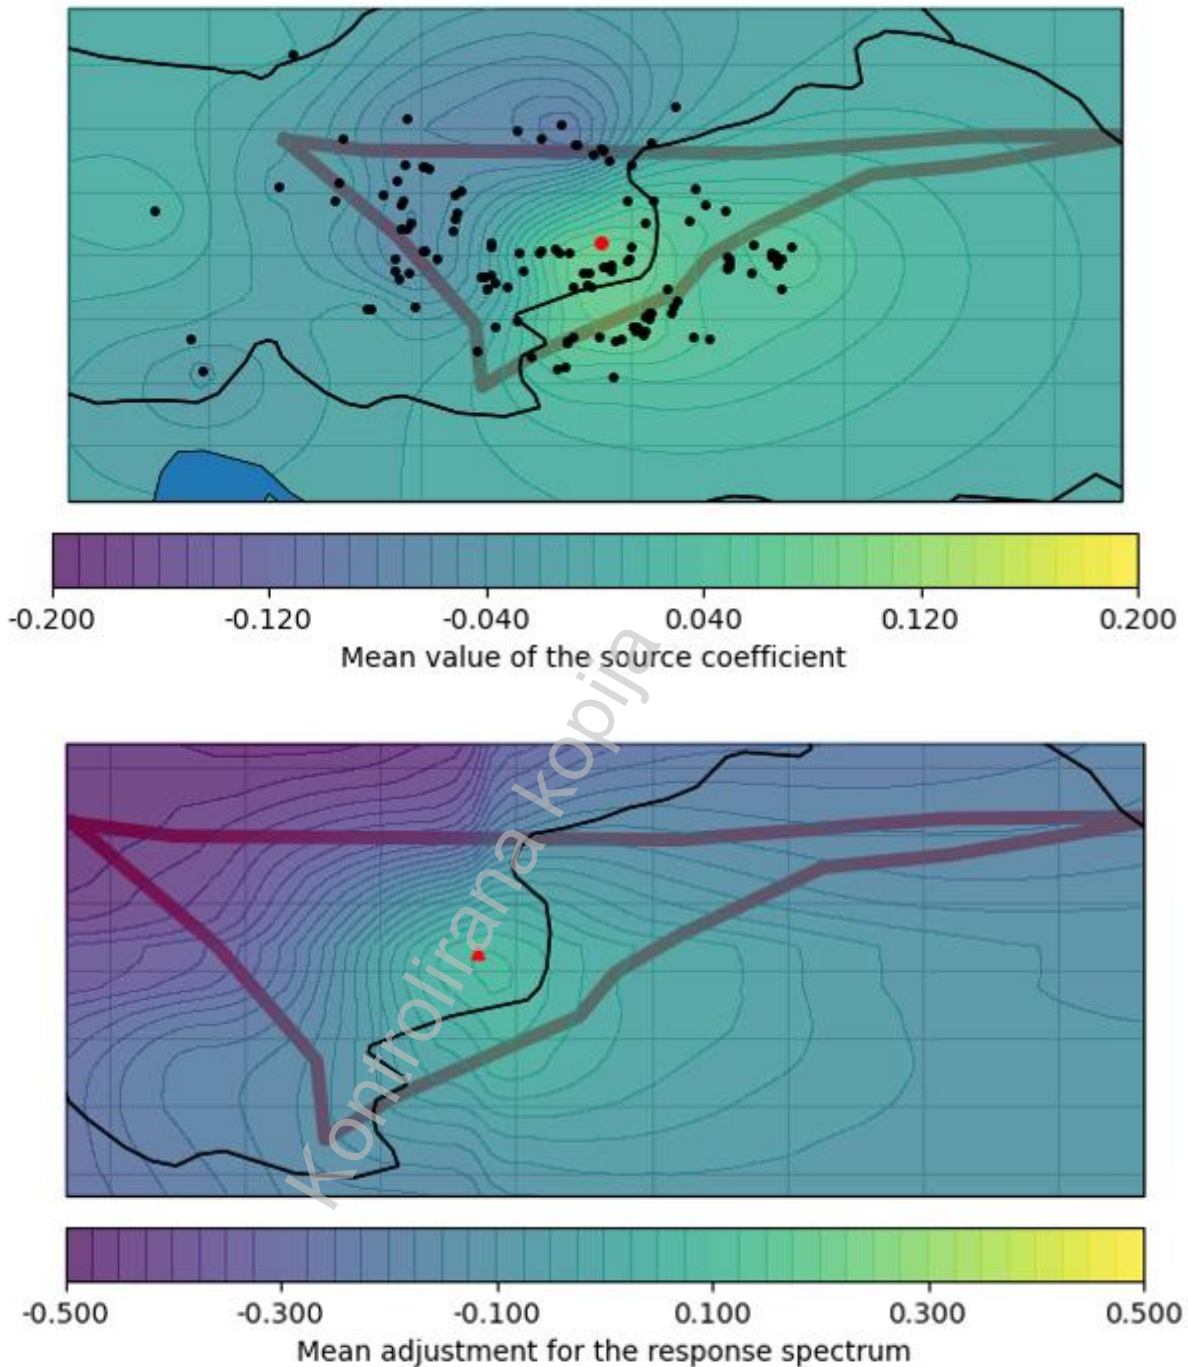 -0.200 -0.120 -0.040 0.040 0.120 0.200
Mean value of the source coefficient
Kontrolirana kopija
-0.500 -0.300 -0.100 0.100 0.300 0.500
Mean adjustment for the response spectrum